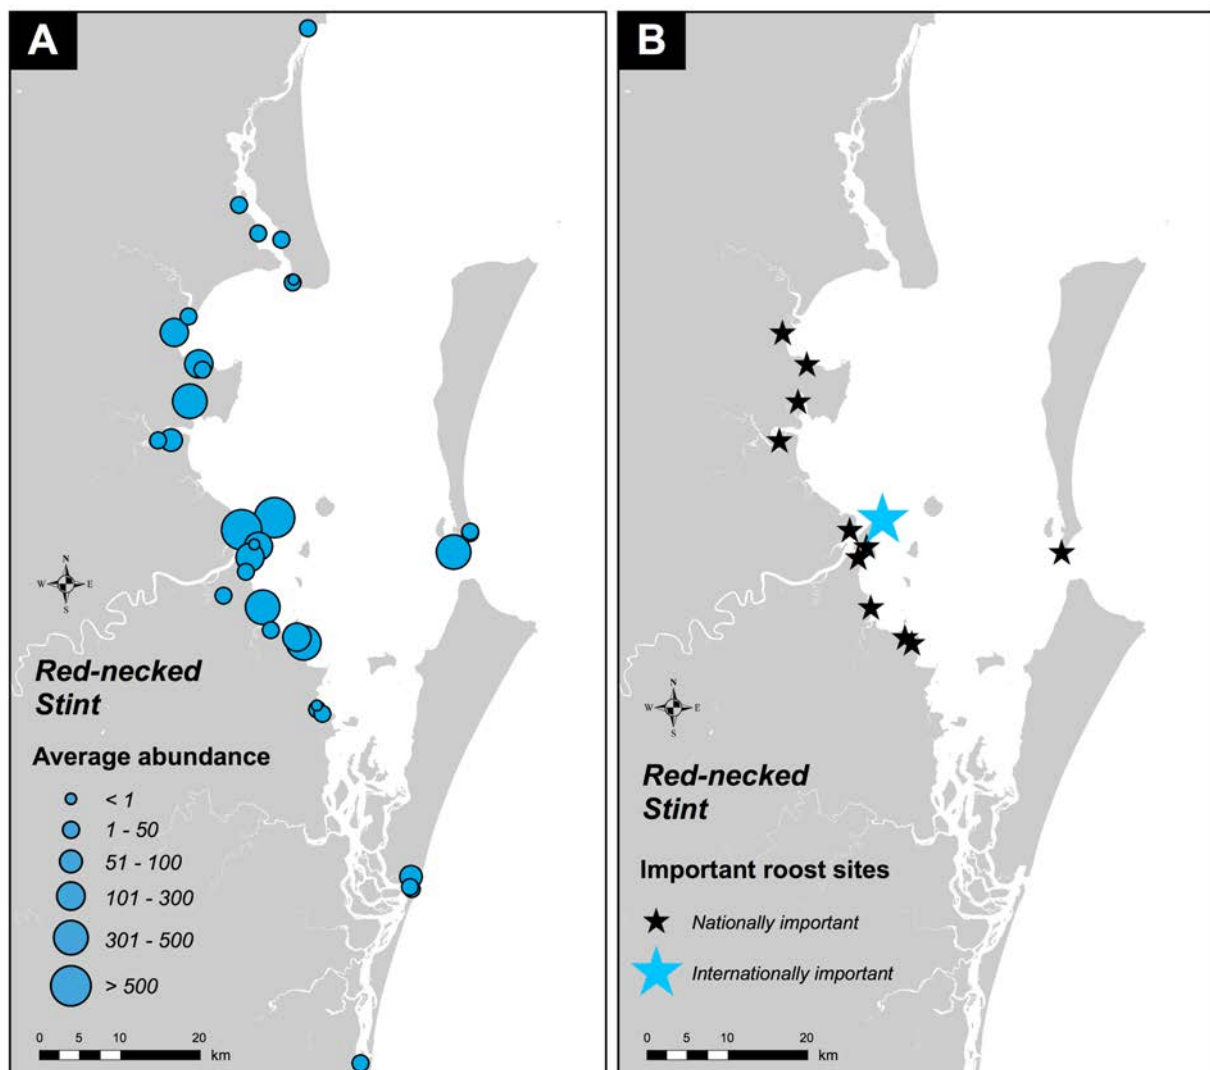 A
N
W E
S
Red-necked
Stint
Average abundance
< 1
1 - 50
51 - 100
101 - 300
301 - 500
> 500
0 5 10 20
km
B
N
W E
S
Red-necked
Stint
Important roost sites
Nationally important
Internationally important
0 5 10 20
km